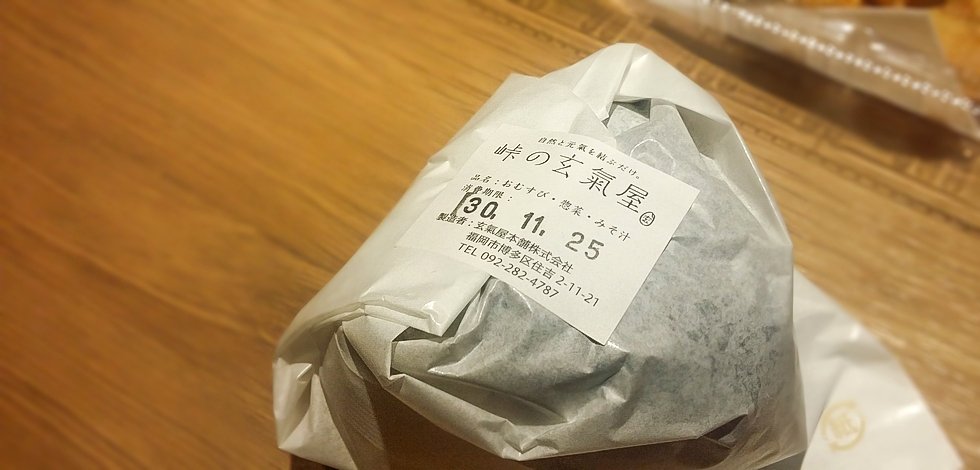 自然と元氣を結ぶだけ。
峠の玄氣屋
品名：おむすび・惣菜・みそ汁
消費期限：
30. 11. 25
製造者：玄氣屋本舗株式会社
福岡市博多区住吉 2-11-21
TEL 092-282-4787